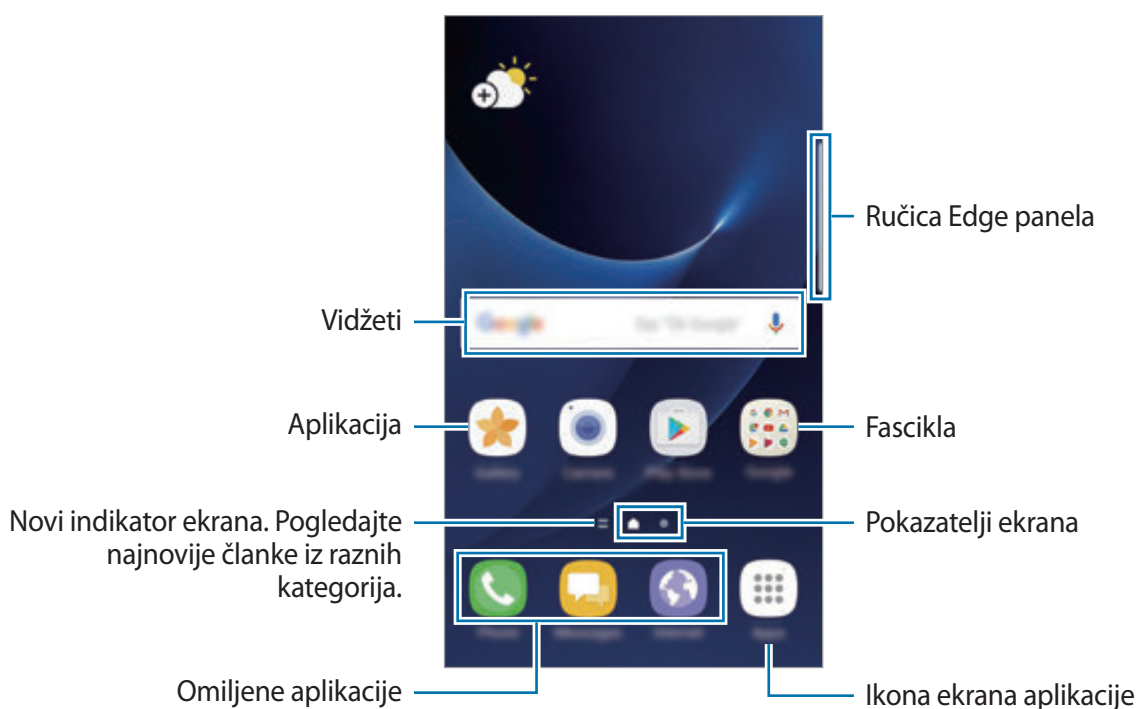 Ručica Edge panela
Vidžeti
Aplikacija
Fascikla
Novi indikator ekrana. Pogledajte
najnovije članke iz raznih
kategorija.
Pokazatelji ekrana
Omiljene aplikacije
Ikona ekrana aplikacije